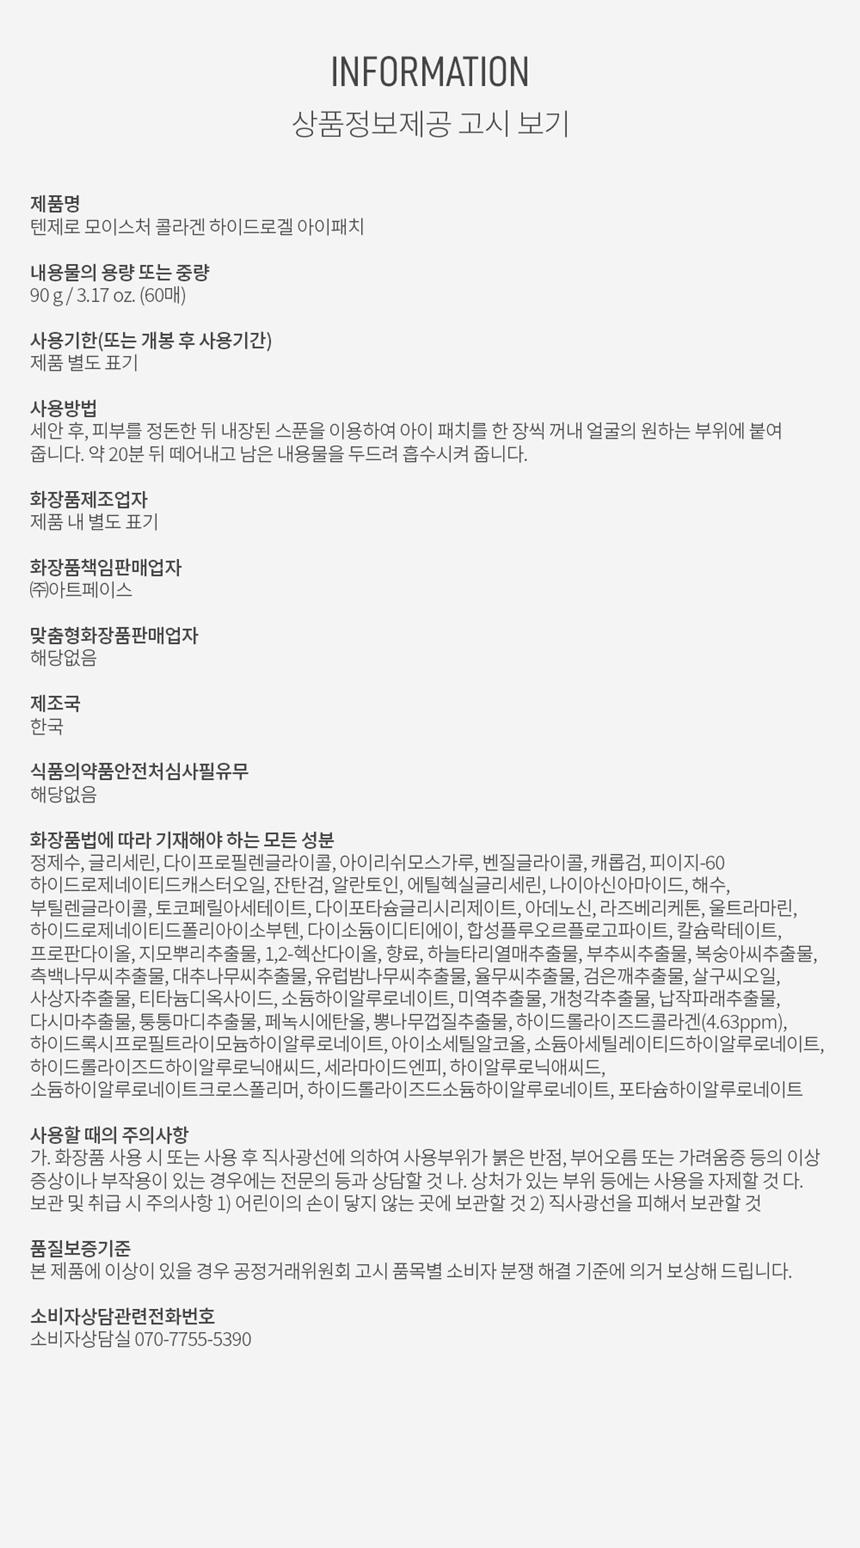 INFORMATION
상품정보제공 고시 보기
제품명
텐제로 모이스처 콜라겐 하이드로겔 아이패치
내용물의 용량 또는 중량
90 g / 3.17 oz. (60매)
사용기한(또는 개봉 후 사용기간)
제품 별도 표기
사용방법
세안 후, 피부를 정돈한 뒤 내장된 스푼을 이용하여 아이 패치를 한 장씩 꺼내 얼굴의 원하는 부위에 붙여
줍니다. 약 20분 뒤 떼어내고 남은 내용물을 두드려 흡수시켜 줍니다.
화장품제조업자
제품 내 별도 표기
화장품책임판매업자
㈜아트페이스
맞춤형화장품판매업자
해당없음
제조국
한국
식품의약품안전처심사필유무
해당없음
화장품법에 따라 기재해야 하는 모든 성분
정제수, 글리세린, 다이프로필렌글라이콜, 아이리쉬모스가루, 벤질글라이콜, 캐롭검, 피이지-60
하이드로제네이티드캐스터오일, 잔탄검, 알란토인, 에틸헥실글리세린, 나이아신아마이드, 해수,
부틸렌글라이콜, 토코페릴아세테이트, 다이포타슘글리시리제이트, 아데노신, 라즈베리케톤, 울트라마린,
하이드로제네이티드폴리아이소부텐, 다이소듐이디티에이, 합성플루오르플로고파이트, 칼슘락테이트,
프로판다이올, 지모뿌리추출물, 1,2-헥산다이올, 향료, 하늘타리열매추출물, 부추씨추출물, 복숭아씨추출물,
측백나무씨추출물, 대추나무씨추출물, 유럽밤나무씨추출물, 율무씨추출물, 검은깨추출물, 살구씨오일,
사상자추출물, 티타늄디옥사이드, 소듐하이알루로네이트, 미역추출물, 개청각추출물, 납작파래추출물,
다시마추출물, 퉁퉁마디추출물, 페녹시에탄올, 뽕나무껍질추출물, 하이드롤라이즈드콜라겐(4.63ppm),
하이드록시프로필트라이모늄하이알루로네이트, 아이소세틸알코올, 소듐아세틸레이티드하이알루로네이트,
하이드롤라이즈드하이알루로닉애씨드, 세라마이드엔피, 하이알루로닉애씨드,
소듐하이알루로네이트크로스폴리머, 하이드롤라이즈드소듐하이알루로네이트, 포타슘하이알루로네이트
사용할 때의 주의사항
가. 화장품 사용 시 또는 사용 후 직사광선에 의하여 사용부위가 붉은 반점, 부어오름 또는 가려움증 등의 이상
증상이나 부작용이 있는 경우에는 전문의 등과 상담할 것 나. 상처가 있는 부위 등에는 사용을 자제할 것 다.
보관 및 취급 시 주의사항 1) 어린이의 손이 닿지 않는 곳에 보관할 것 2) 직사광선을 피해서 보관할 것
품질보증기준
본 제품에 이상이 있을 경우 공정거래위원회 고시 품목별 소비자 분쟁 해결 기준에 의거 보상해 드립니다.
소비자상담관련전화번호
소비자상담실 070-7755-5390